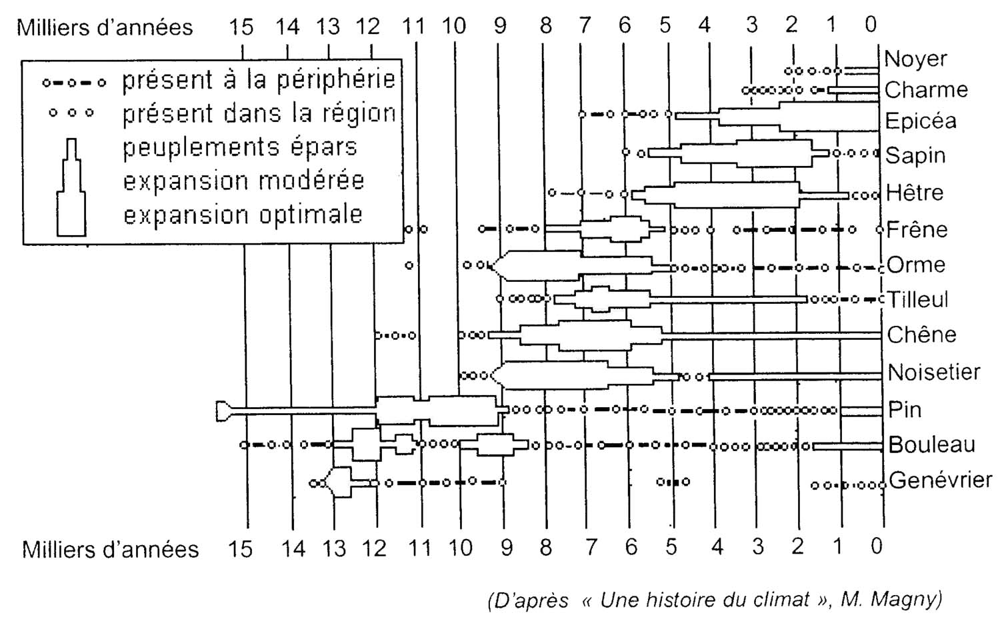 Milliers d'années 15 14 13 12 11 10 9 8 7 6 5 4 3 2 1 0
présent à la périphérie
présent dans la région
peuplements épars
expansion modérée
expansion optimale
Noyer
Charme
Epicéa
Sapin
Hêtre
Frêne
Orme
Tilleul
Chêne
Noisetier
Pin
Bouleau
Genévrier
Milliers d'années 15 14 13 12 11 10 9 8 7 6 5 4 3 2 1 0
(D'après « Une histoire du climat », M. Magny)